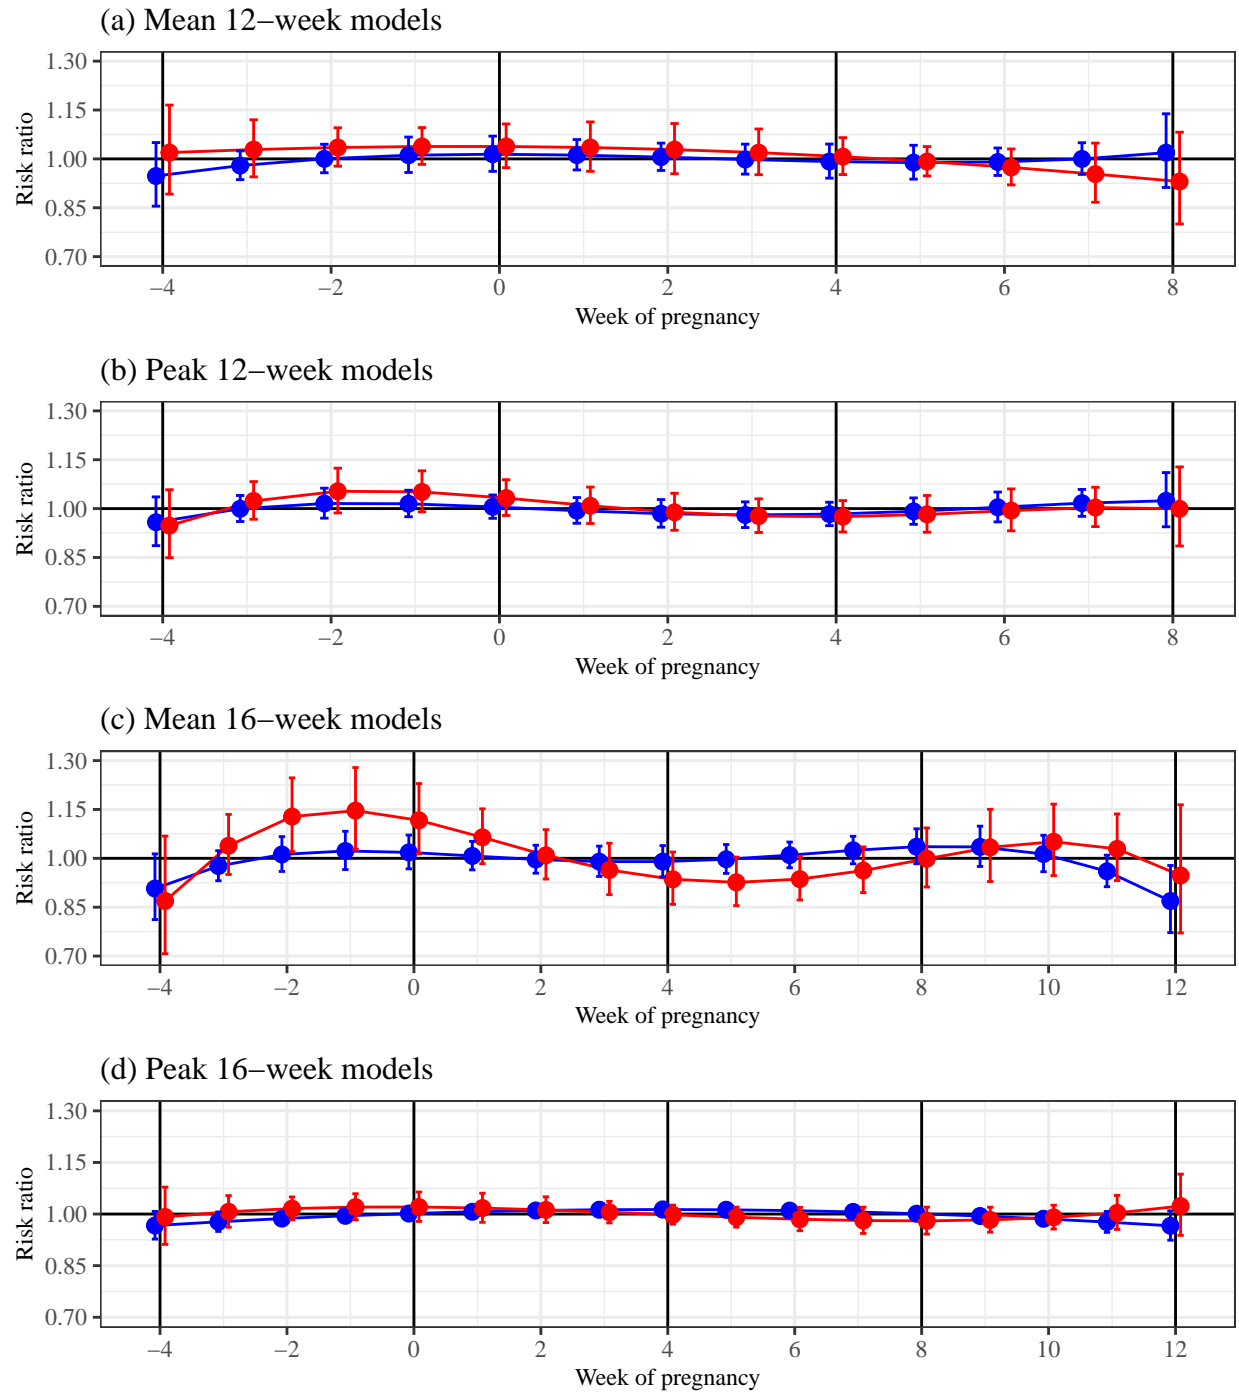 (a) Mean 12−week models
1.30
1.15
1.00
0.85
0.70
Risk ratio
−4 −2 0 2 4 6 8
Week of pregnancy
(b) Peak 12−week models
1.30
1.15
1.00
0.85
0.70
Risk ratio
−4 −2 0 2 4 6 8
Week of pregnancy
(c) Mean 16−week models
1.30
1.15
1.00
0.85
0.70
Risk ratio
−4 −2 0 2 4 6 8 10 12
Week of pregnancy
(d) Peak 16−week models
1.30
1.15
1.00
0.85
0.70
Risk ratio
−4 −2 0 2 4 6 8 10 12
Week of pregnancy